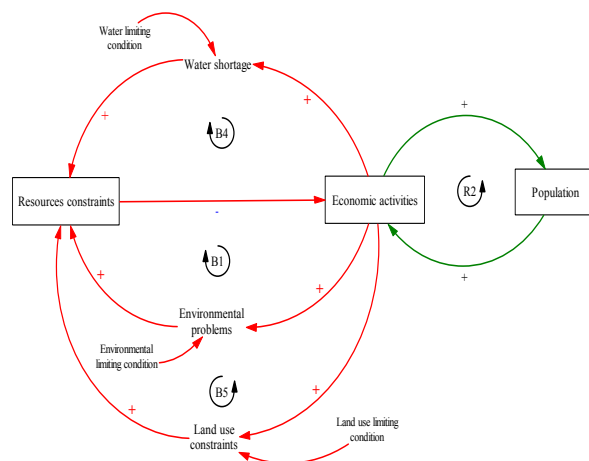 Water limiting
condition
Water shortage
+
+
+
B4
R2
Resources constraints
Economic activities
Population
-
B1
+
+
+
Environmental
problems
Environmental
limiting condition
B5
+
+
Land use
constraints
Land use limiting
condition